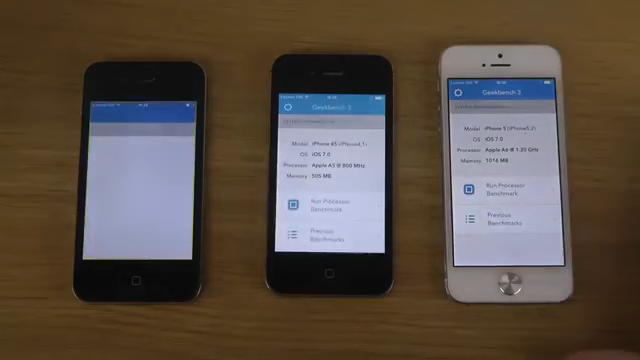 Geekbench 3
Model iPhone 4S (iPhone4,1)
OS iOS 7.0
Processor Apple A5 @ 800 MHz
Memory 505 MB
Run Processor
Benchmark
Previous
Benchmarks
Geekbench 3
Model iPhone 5 (iPhone5,2)
OS iOS 7.0
Processor Apple A6 @ 1.20 GHz
Memory 1016 MB
Run Processor
Benchmark
Previous
Benchmarks